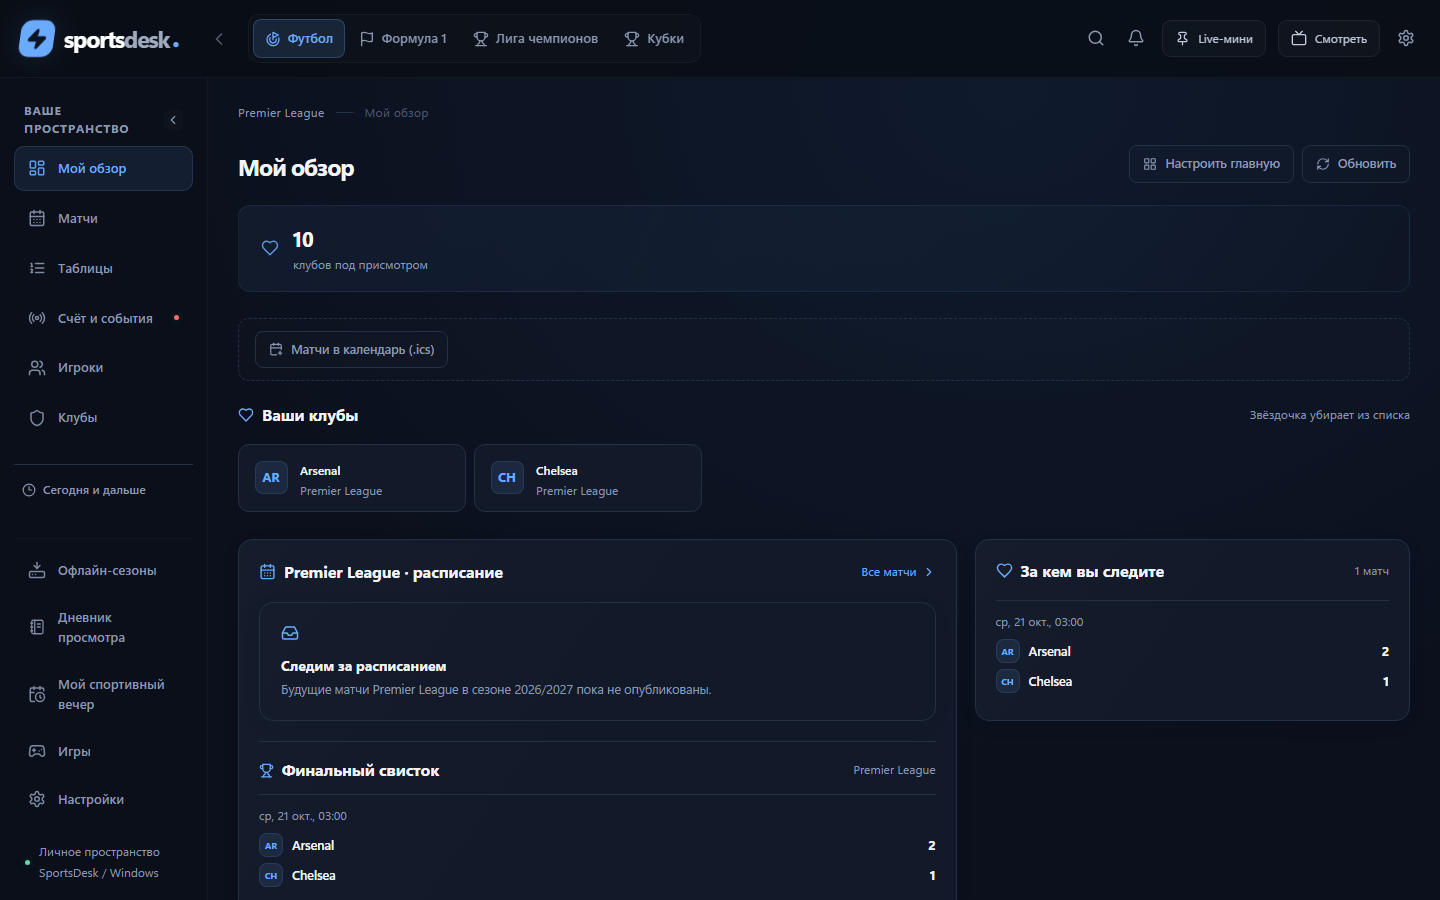 sportsdesk.
Футбол
Формула 1
Лига чемпионов
Кубки
Live-мини
Смотреть
ВАШЕ
ПРОСТРАНСТВО
Мой обзор
Матчи
Таблицы
Счёт и события
Игроки
Клубы
Сегодня и дальше
Офлайн-сезоны
Дневник
просмотра
Мой спортивный
вечер
Игры
Настройки
Личное пространство
SportsDesk / Windows
Premier League — Мой обзор
Мой обзор
Настроить главную
Обновить
10
клубов под присмотром
Матчи в календарь (.ics)
Ваши клубы
Звёздочка убирает из списка
AR
Arsenal
Premier League
CH
Chelsea
Premier League
Premier League · расписание
Все матчи
Следим за расписанием
Будущие матчи Premier League в сезоне 2026/2027 пока не опубликованы.
Финальный свисток
Premier League
ср, 21 окт., 03:00
AR Arsenal 2
CH Chelsea 1
За кем вы следите
1 матч
ср, 21 окт., 03:00
AR Arsenal 2
CH Chelsea 1